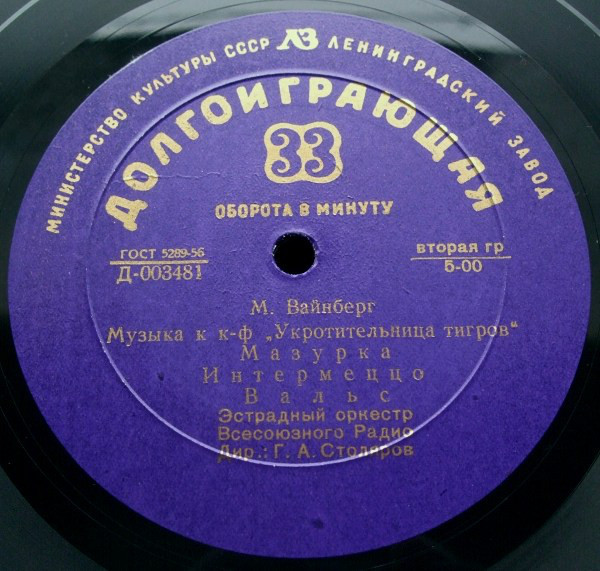 МИНИСТЕРСТВО КУЛЬТУРЫ СССР ЛЗ ЛЕНИНГРАДСКИЙ ЗАВОД
ДОЛГОИГРАЮЩАЯ
33
ОБОРОТА В МИНУТУ
ГОСТ 5289-56
Д-003481
вторая гр
5-00
М. Вайнберг
Музыка к к-ф „Укротительница тигров"
Мазурка
Интермеццо
Вальс
Эстрадный оркестр
Всесоюзного Радио
Дир.: Г. А. Столяров